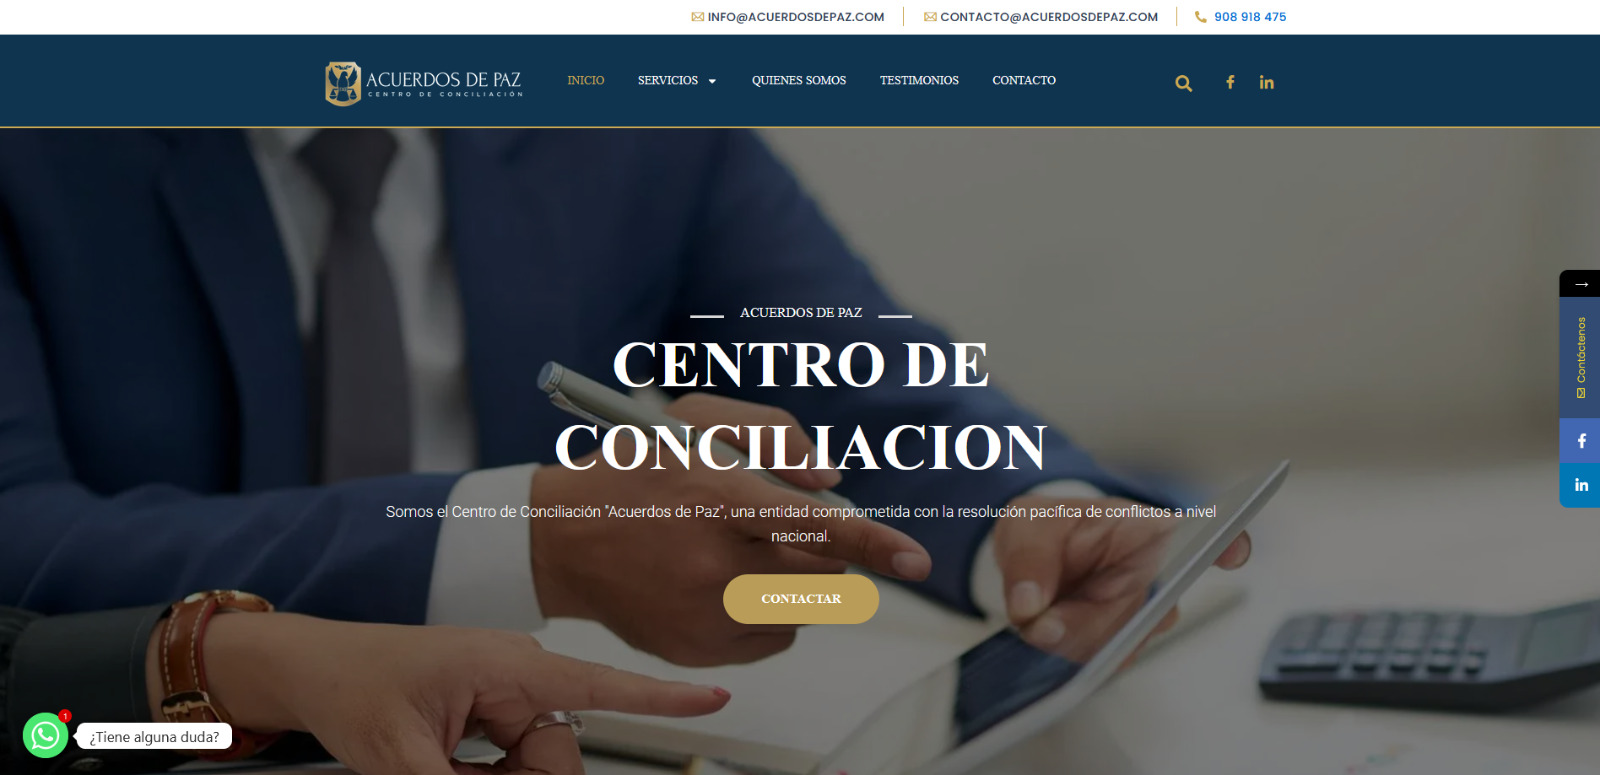 INFO@ACUERDOSDEPAZ.COM
CONTACTO@ACUERDOSDEPAZ.COM
908 918 475
ACUERDOS DE PAZ
CENTRO DE CONCILIACIÓN
INICIO
SERVICIOS
QUIENES SOMOS
TESTIMONIOS
CONTACTO
ACUERDOS DE PAZ
CENTRO DE
CONCILIACION
Somos el Centro de Conciliación "Acuerdos de Paz", una entidad comprometida con la resolución pacífica de conflictos a nivel
nacional.
CONTACTAR
Contáctenos
1
¿Tiene alguna duda?